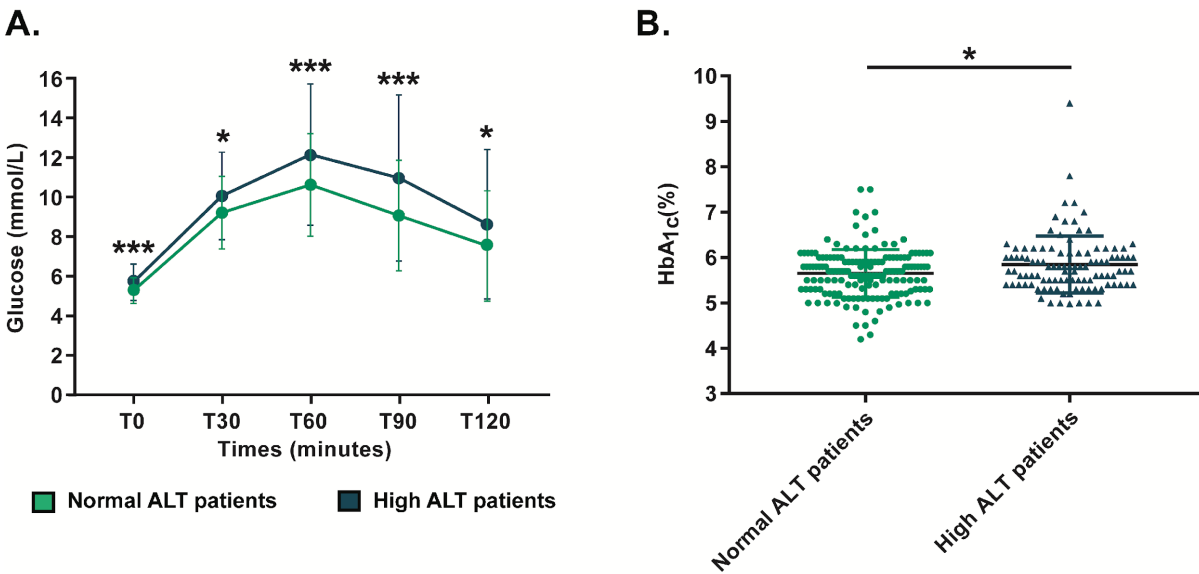 A.
***
*
***
***
*
16
14
12
10
8
6
4
2
0
Glucose (mmol/L)
T0 T30 T60 T90 T120
Times (minutes)
Normal ALT patients High ALT patients
B.
*
10
9
8
7
6
5
4
3
HbA1c(%)
Normal ALT patients
High ALT patients